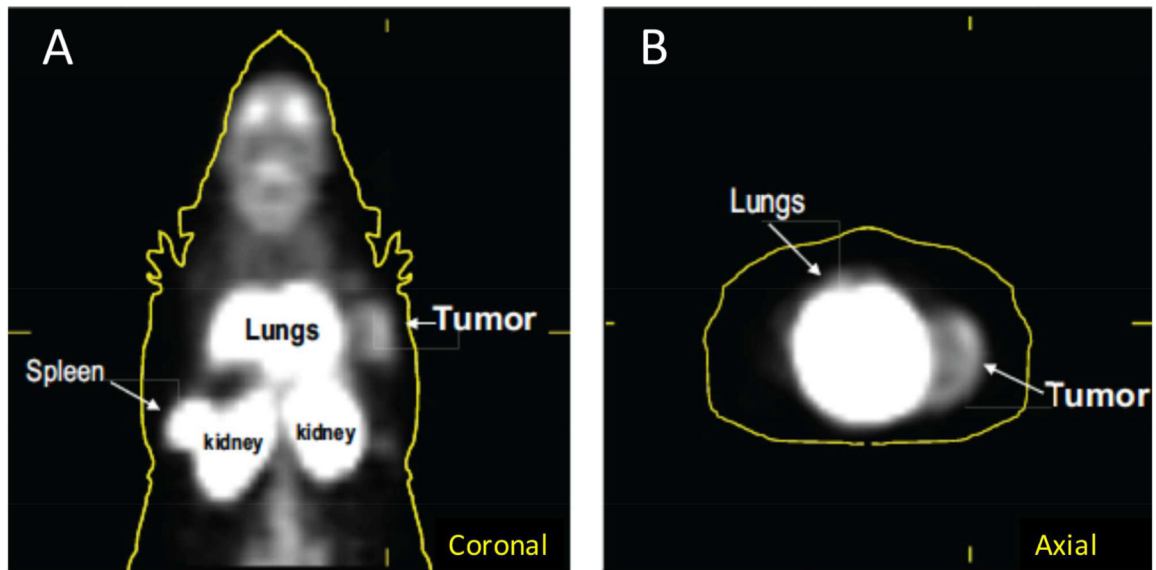 A
Lungs
Tumor
Spleen
kidney
kidney
Coronal
B
Lungs
Tumor
Axial